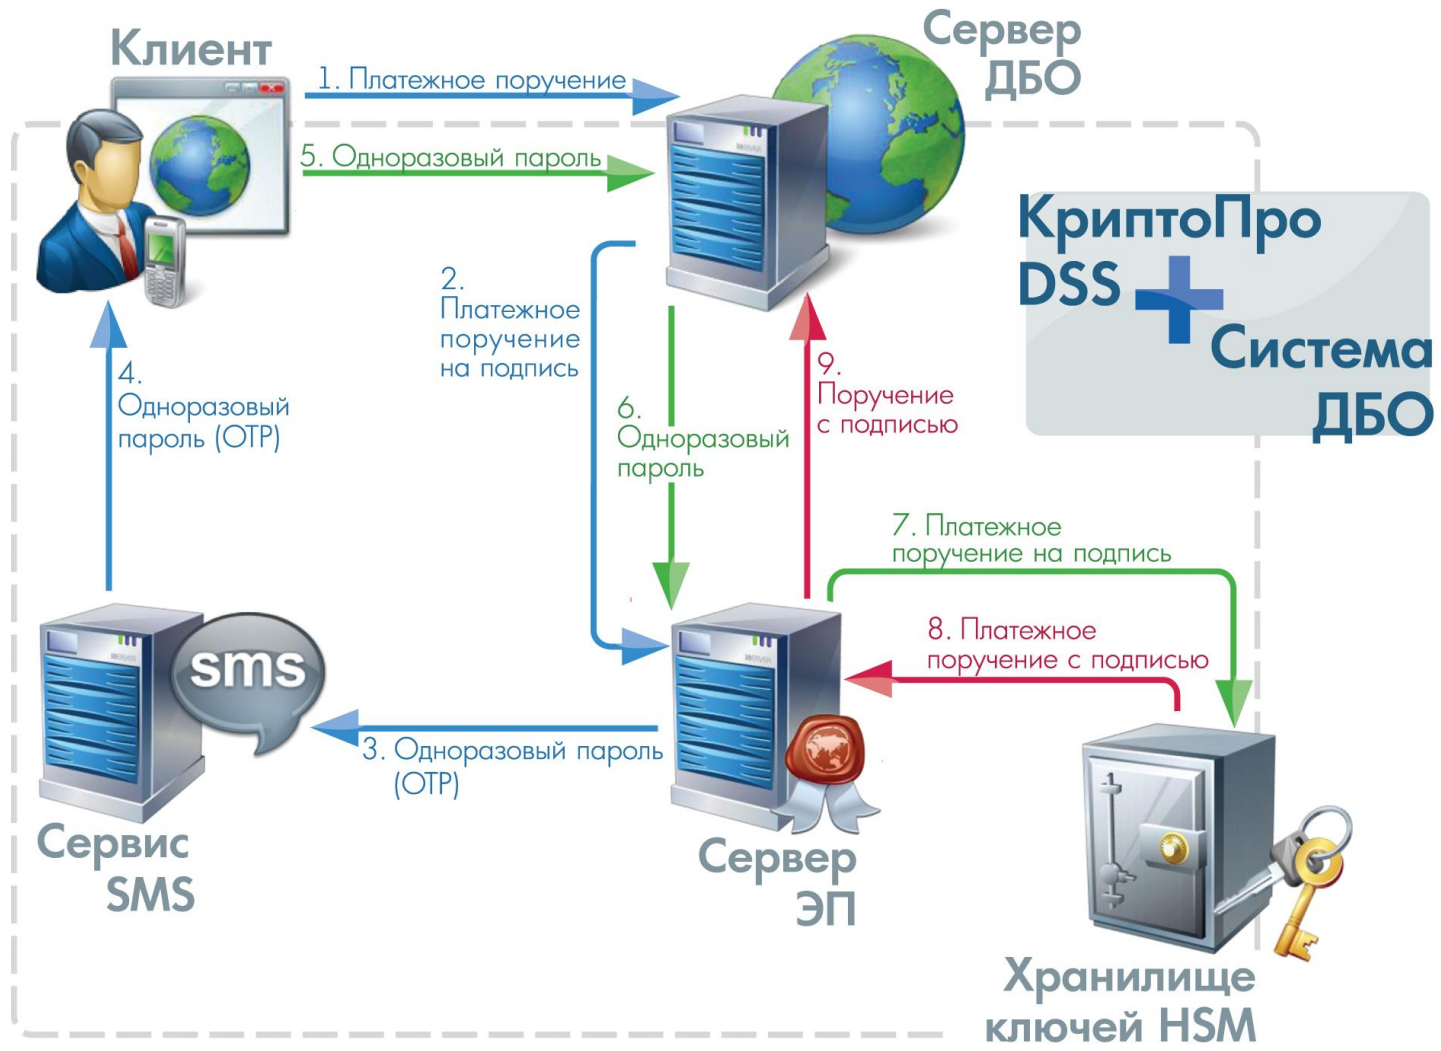 Клиент
Сервер
ДБО
1. Платежное поручение
5. Одноразовый пароль
КриптоПро
DSS
Система
ДБО
2.
Платежное
поручение
на подпись
4.
Одноразовый
пароль (OTP)
6.
Одноразовый
пароль
9.
Поручение
с подписью
7. Платежное
поручение на подпись
8. Платежное
поручение с подписью
sms
3. Одноразовый пароль
(OTP)
Сервис
SMS
Сервер
ЭП
Хранилище
ключей HSM